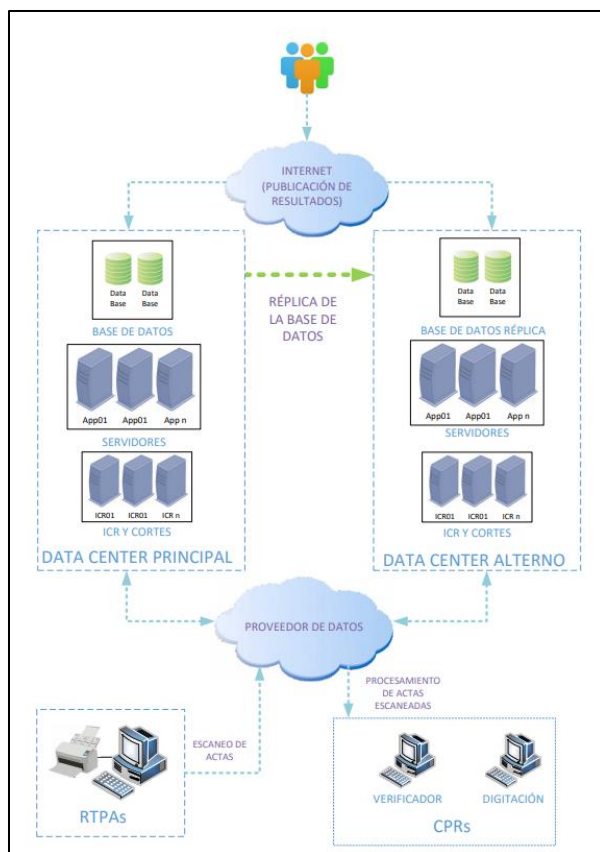 INTERNET
(PUBLICACIÓN DE
RESULTADOS)
Data
Base
Data
Base
BASE DE DATOS
App01
App01
App n
SERVIDORES
ICR01
ICR01
ICR n
ICR Y CORTES
DATA CENTER PRINCIPAL
RÉPLICA DE
LA BASE DE
DATOS
Data
Base
Data
Base
BASE DE DATOS RÉPLICA
App01
App01
App n
SERVIDORES
ICR01
ICR01
ICR n
ICR Y CORTES
DATA CENTER ALTERNO
PROVEEDOR DE DATOS
ESCANEO DE
ACTAS
PROCESAMIENTO
DE ACTAS
ESCANEADAS
RTPAs
VERIFICADOR
DIGITACIÓN
CPRs